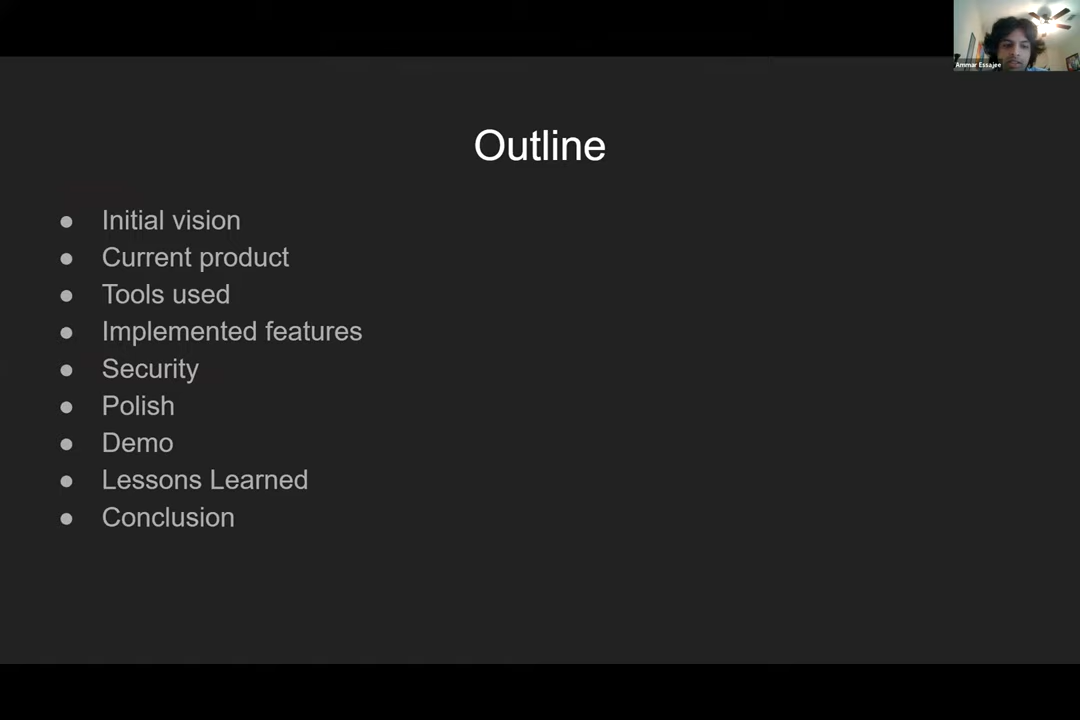 Ammar Essajee
Outline
● Initial vision
● Current product
● Tools used
● Implemented features
● Security
● Polish
● Demo
● Lessons Learned
● Conclusion